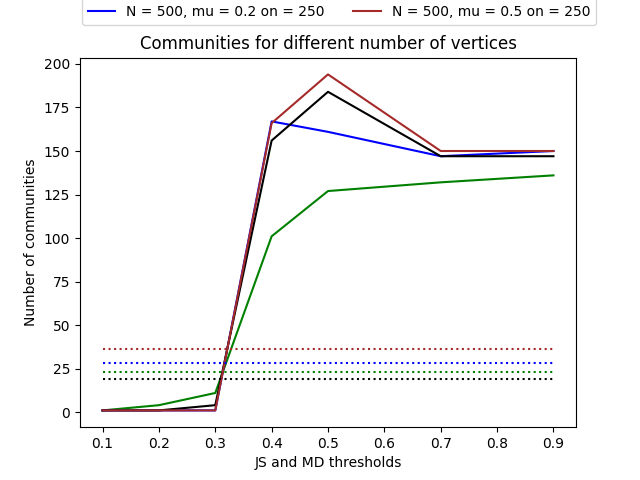 N = 500, mu = 0.2 on = 250 N = 500, mu = 0.5 on = 250
Communities for different number of vertices
200
175
150
125
100
75
50
25
0
Number of communities
0.1 0.2 0.3 0.4 0.5 0.6 0.7 0.8 0.9
JS and MD thresholds